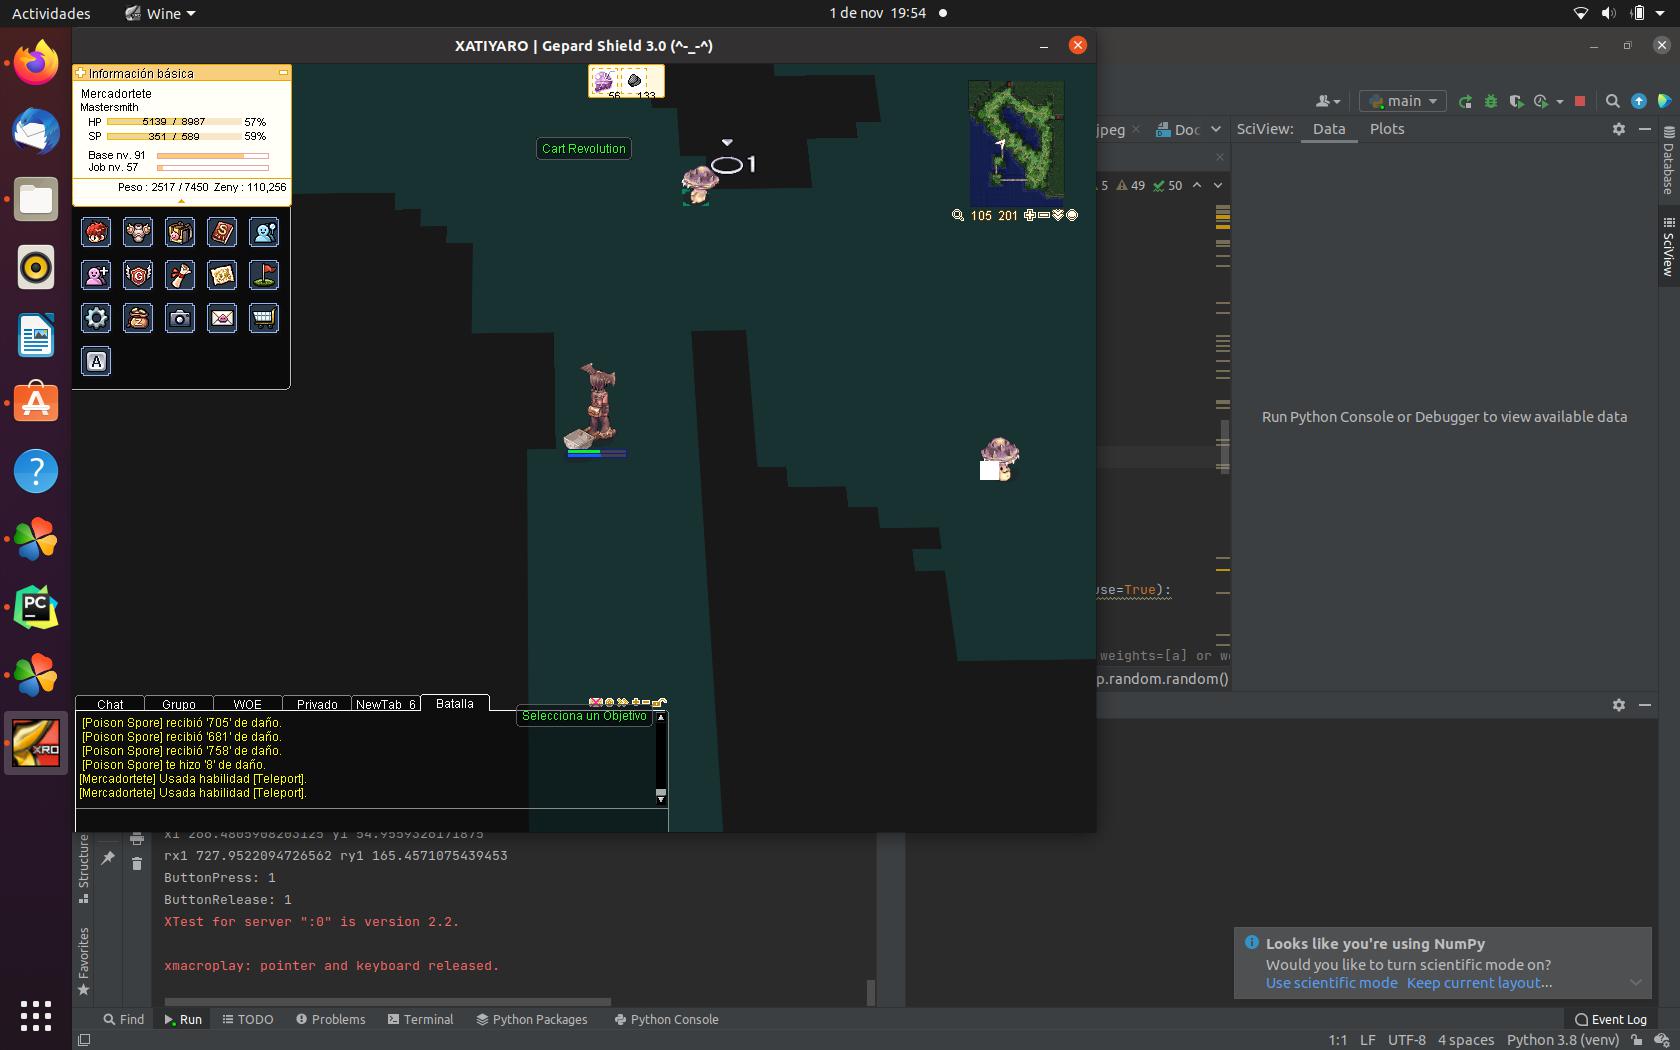 Actividades
Wine
1 de nov 19:54
XATIYARO | Gepard Shield 3.0 (^-_-^)
Información básica
Mercadortete
Mastersmith
HP 5139 / 8987 57%
SP 351 / 589 59%
Base nv. 91
Job nv. 57
Peso : 2517 / 7450 Zeny : 110,256
A
56 133
Cart Revolution
1
105 201
Chat Grupo WOE Privado NewTab 6 Batalla
Selecciona un Objetivo
[Poison Spore] recibió '705' de daño.
[Poison Spore] recibió '681' de daño.
[Poison Spore] recibió '758' de daño.
[Poison Spore] te hizo '8' de daño.
[Mercadortete] Usada habilidad [Teleport].
[Mercadortete] Usada habilidad [Teleport].
PC
XRO
main
jpeg
SciView: Data Plots
5 49 50
Database
SciView
Run Python Console or Debugger to view available data
use=True):
weights=[a] or
p.random.random()
x1 266.4805908203125 y1 54.9559326171875
rx1 727.9522094726562 ry1 165.4571075439453
ButtonPress: 1
ButtonRelease: 1
XTest for server ":0" is version 2.2.
xmacroplay: pointer and keyboard released.
Structure
Favorites
Looks like you're using NumPy
Would you like to turn scientific mode on?
Use scientific mode Keep current layout...
Find Run TODO Problems Terminal Python Packages Python Console
Event Log
1:1 LF UTF-8 4 spaces Python 3.8 (venv)